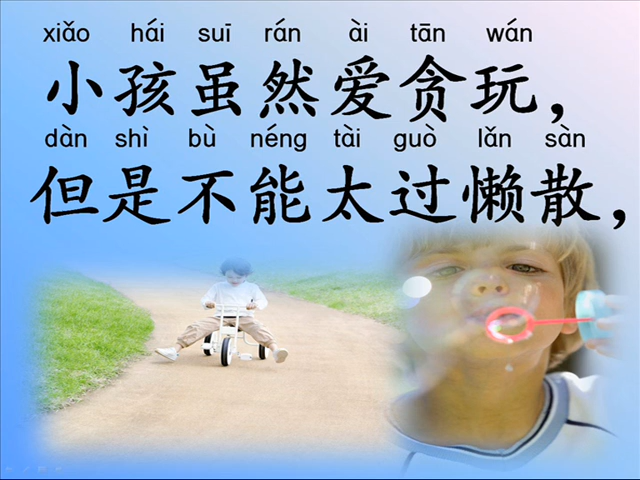 xiǎo hái suī rán ài tān wán
小孩虽然爱贪玩，
dàn shì bù néng tài guò lǎn sàn
但是不能太过懒散，